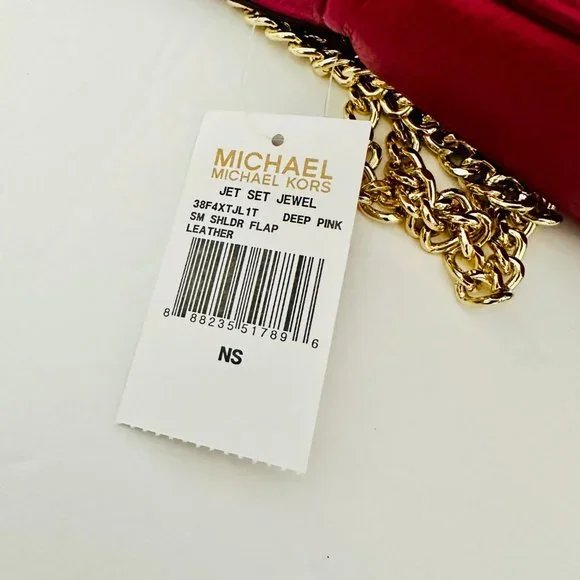 MICHAEL
MICHAEL KORS
JET SET JEWEL
38F4XTJL1T DEEP PINK
SM SHLDR FLAP
LEATHER
8 88235 51789 6
NS